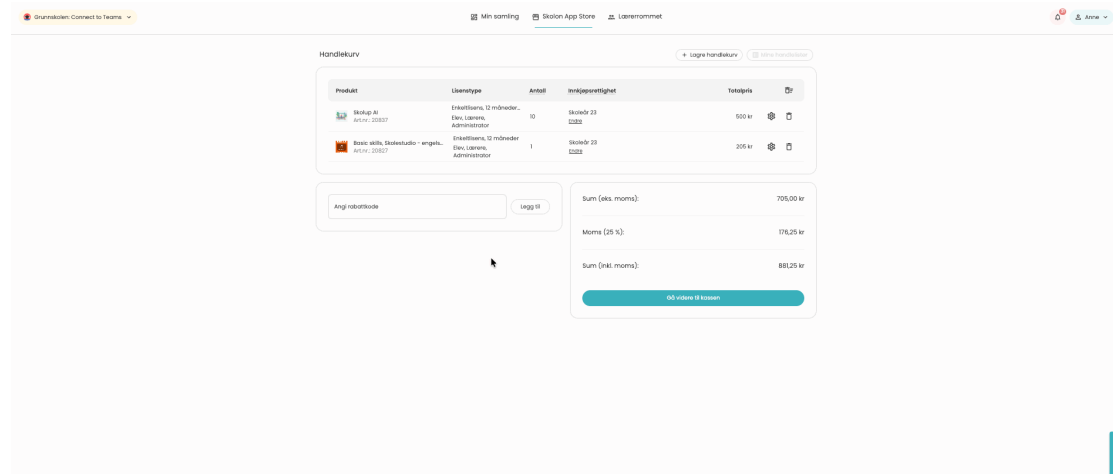 Grunnskolen: Connect to Teams
Min samling
Skolon App Store
Lærerrommet
Anne
Handlekurv
+ Lagre handlekurv
Mine handlelister
Produkt
Lisenstype
Antall
Innkjøpsrettighet
Totalpris
Skolup AI
Art.nr.: 20837
Enkeltlisens, 12 måneder...
Elev, Lærere,
Administrator
10
Skoleår 23
Endre
500 kr
Basic skills, Skolestudio - engels...
Art.nr.: 20827
Enkeltlisens, 12 måneder
Elev, Lærere,
Administrator
1
Skoleår 23
Endre
205 kr
Angi rabattkode
Legg til
Sum (eks. moms):
705,00 kr
Moms (25 %):
176,25 kr
Sum (inkl. moms):
881,25 kr
Gå videre til kassen